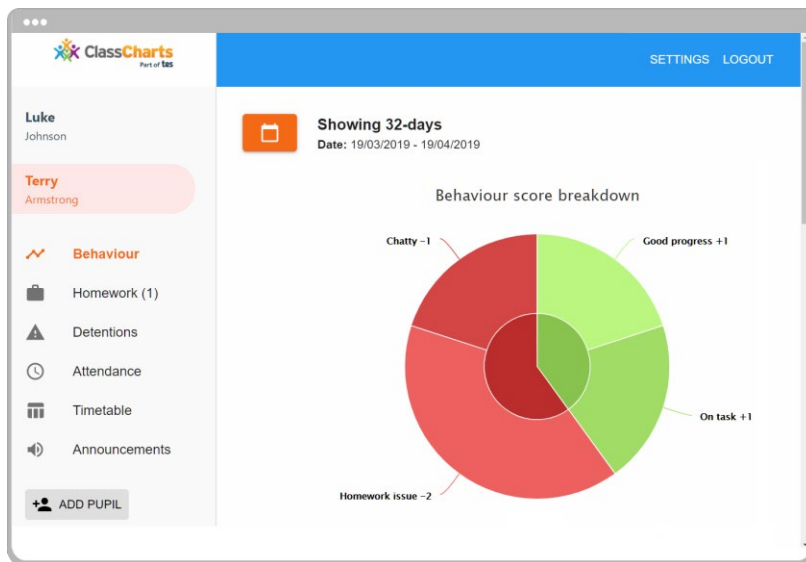 ClassCharts
Part of tes
SETTINGS LOGOUT
Luke
Johnson
Terry
Armstrong
Behaviour
Homework (1)
Detentions
Attendance
Timetable
Announcements
ADD PUPIL
Showing 32-days
Date: 19/03/2019 - 19/04/2019
Behaviour score breakdown
Chatty -1
Good progress +1
On task +1
Homework issue -2